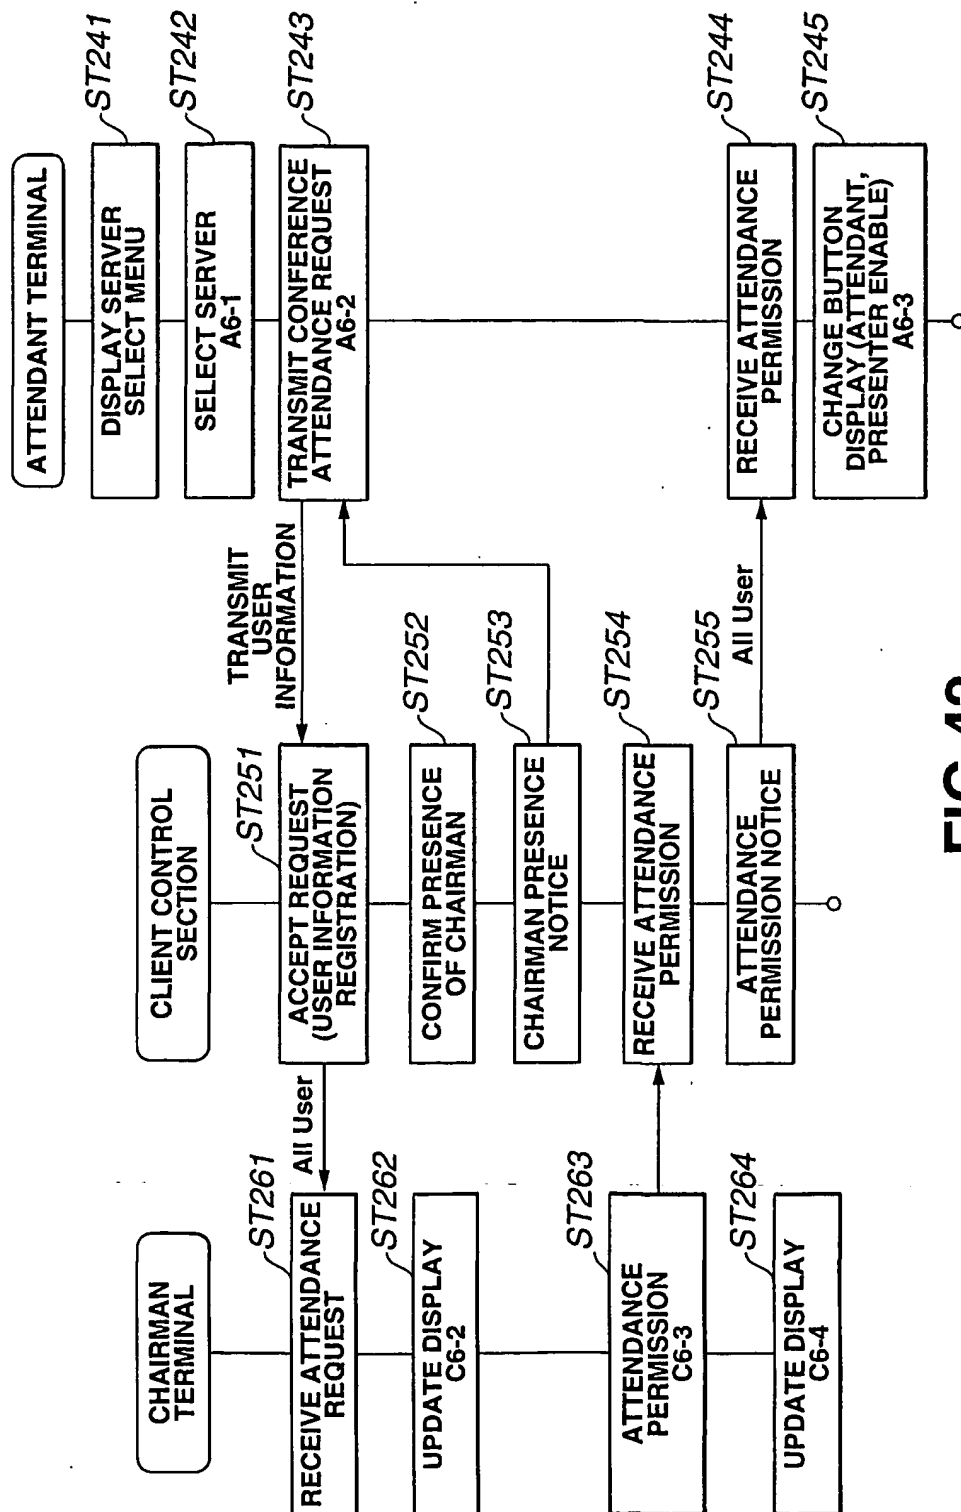 CHAIRMAN
TERMINAL
ST261
RECEIVE ATTENDANCE
REQUEST
ST262
UPDATE DISPLAY
C6-2
ST263
ATTENDANCE
PERMISSION
C6-3
ST264
UPDATE DISPLAY
C6-4
All User
CLIENT CONTROL
SECTION
ST251
ACCEPT REQUEST
(USER INFORMATION
REGISTRATION)
ST252
CONFIRM PRESENCE
OF CHAIRMAN
ST253
CHAIRMAN PRESENCE
NOTICE
ST254
RECEIVE ATTENDANCE
PERMISSION
ST255
ATTENDANCE
PERMISSION NOTICE
TRANSMIT
USER
INFORMATION
All User
ATTENDANT TERMINAL
ST241
DISPLAY SERVER
SELECT MENU
ST242
SELECT SERVER
A6-1
ST243
TRANSMIT CONFERENCE
ATTENDANCE REQUEST
A6-2
ST244
RECEIVE ATTENDANCE
PERMISSION
ST245
CHANGE BUTTON
DISPLAY (ATTENDANT,
PRESENTER ENABLE)
A6-3